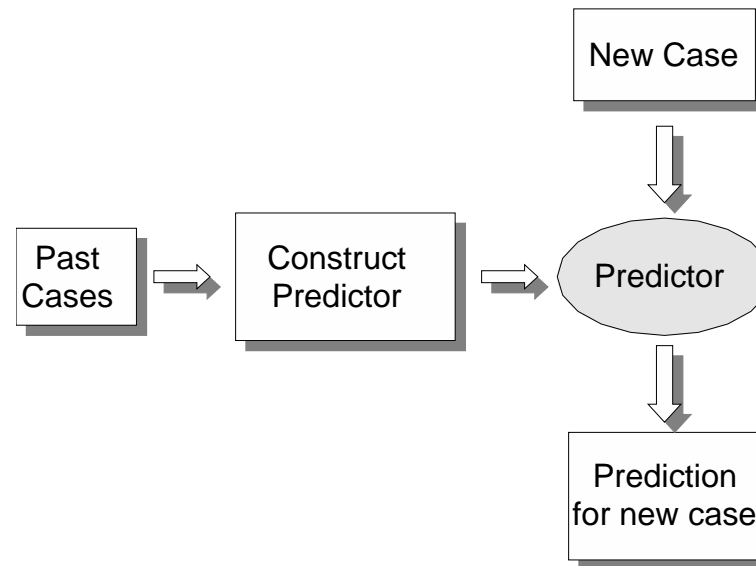 New Case
Past
Cases
Construct
Predictor
Predictor
Prediction
for new case